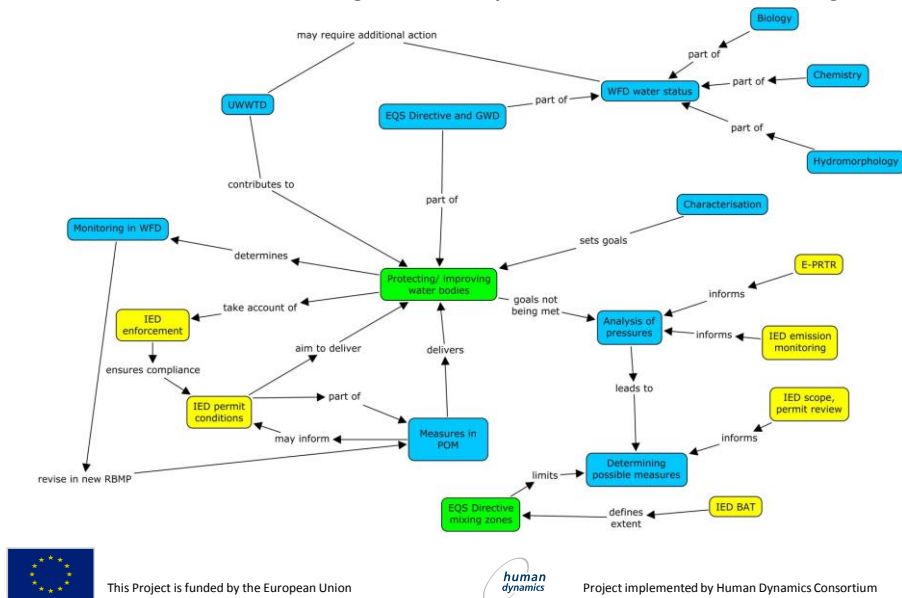 Biology
may require additional action
part of
Chemistry
part of
WFD water status
UWWTD
EQS Directive and GWD
part of
part of
Hydromorphology
contributes to
part of
Characterisation
Monitoring in WFD
sets goals
determines
E-PRTR
Protecting/ improving
water bodies
goals not
being met
informs
take account of
IED
enforcement
Analysis of
pressures
informs
IED emission
monitoring
aim to deliver
delivers
ensures compliance
leads to
IED scope,
permit review
IED permit
conditions
part of
may inform
Measures in
POM
informs
revise in new RBMP
limits
Determining
possible measures
EQS Directive
mixing zones
defines
extent
IED BAT
This Project is funded by the European Union
human
dynamics
Project implemented by Human Dynamics Consortium